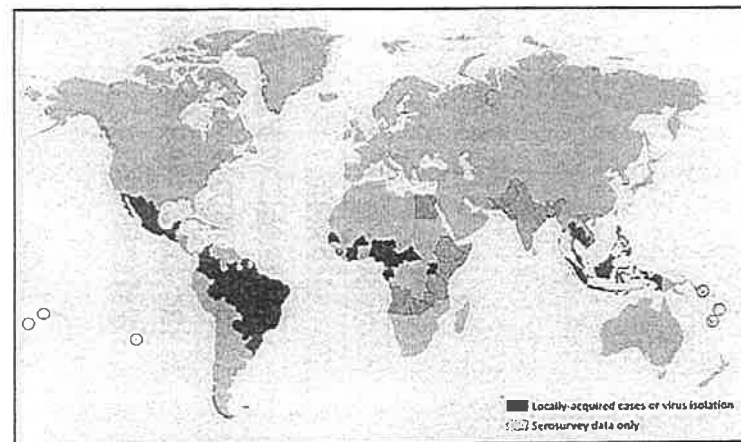 Locally-acquired cases or virus isolation
Serosurvey data only